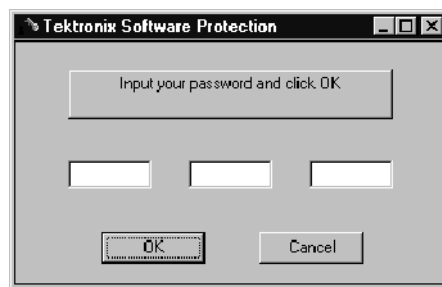 Tektronix Software Protection
Input your password and click OK
OK
Cancel